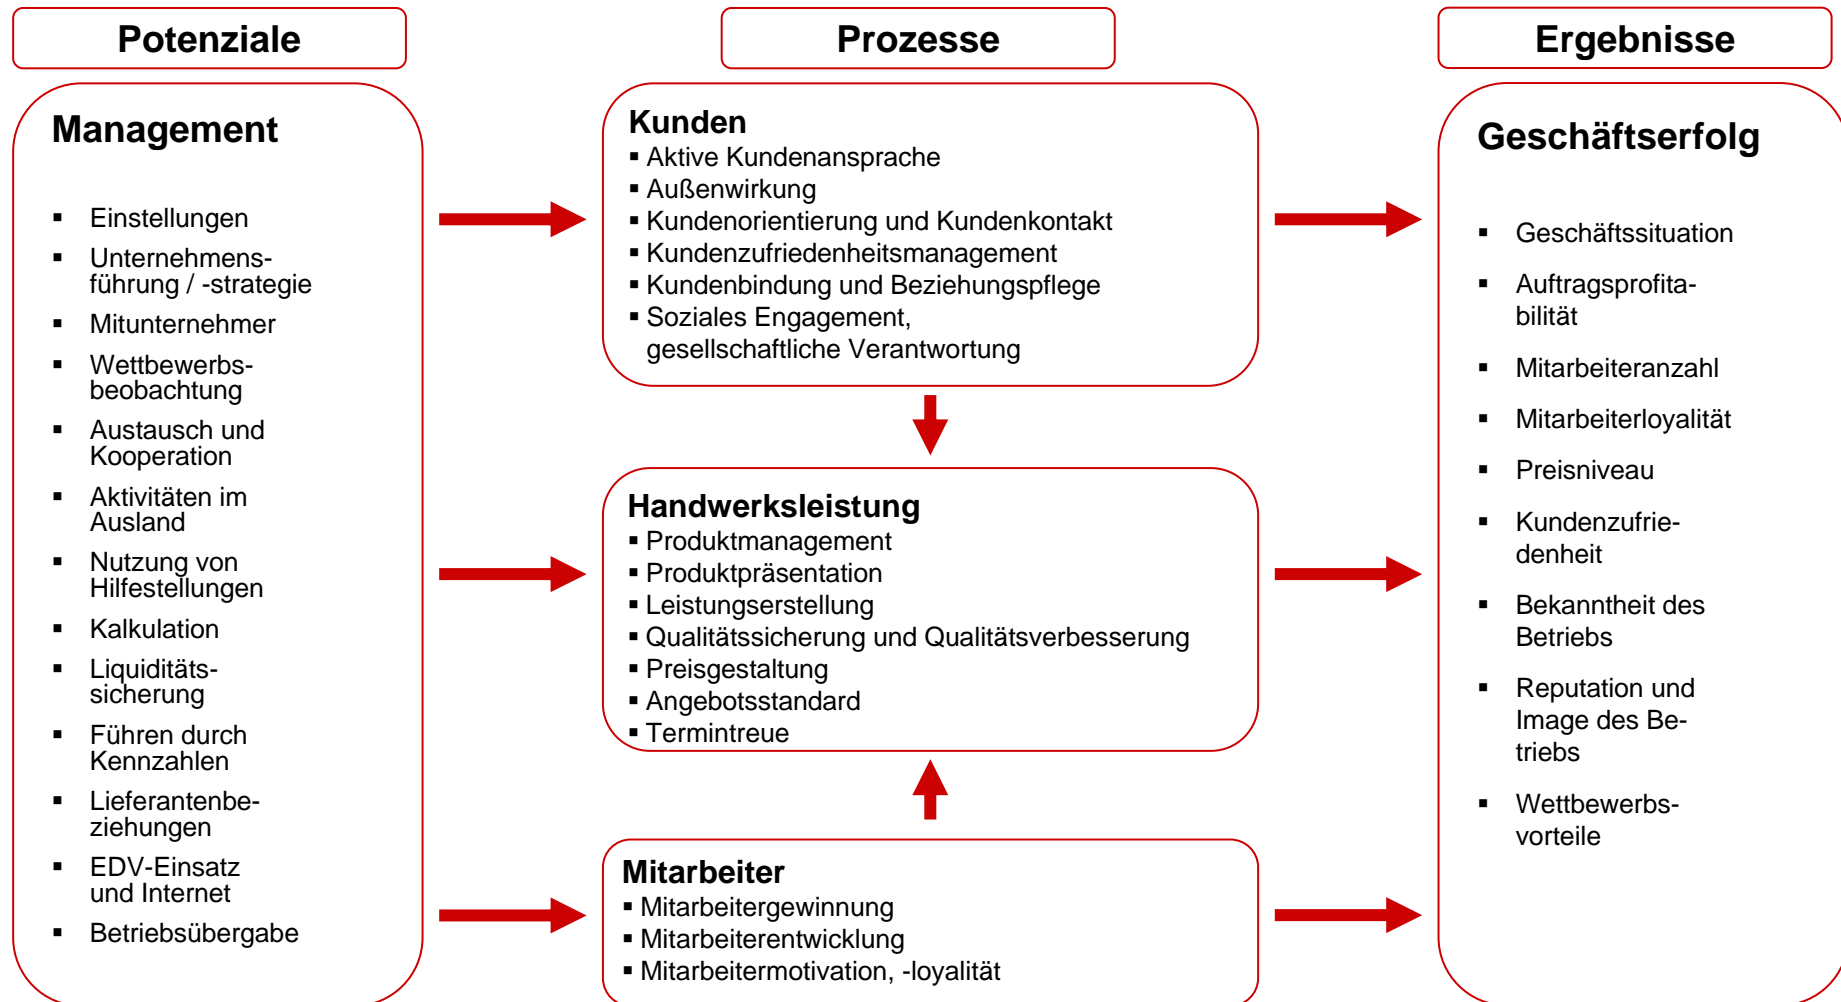 Potenziale
Prozesse
Ergebnisse
Management
▪ Einstellungen
▪ Unternehmens-
führung / -strategie
▪ Mitunternehmer
▪ Wettbewerbs-
beobachtung
▪ Austausch und
Kooperation
▪ Aktivitäten im
Ausland
▪ Nutzung von
Hilfestellungen
▪ Kalkulation
▪ Liquiditäts-
sicherung
▪ Führen durch
Kennzahlen
▪ Lieferantenbe-
ziehungen
▪ EDV-Einsatz
und Internet
▪ Betriebsübergabe
Kunden
▪ Aktive Kundenansprache
▪ Außenwirkung
▪ Kundenorientierung und Kundenkontakt
▪ Kundenzufriedenheitsmanagement
▪ Kundenbindung und Beziehungspflege
▪ Soziales Engagement,
gesellschaftliche Verantwortung
Handwerksleistung
▪ Produktmanagement
▪ Produktpräsentation
▪ Leistungserstellung
▪ Qualitätssicherung und Qualitätsverbesserung
▪ Preisgestaltung
▪ Angebotsstandard
▪ Termintreue
Mitarbeiter
▪ Mitarbeitergewinnung
▪ Mitarbeiterentwicklung
▪ Mitarbeitermotivation, -loyalität
Geschäftserfolg
▪ Geschäftssituation
▪ Auftragsprofita-
bilität
▪ Mitarbeiteranzahl
▪ Mitarbeiterloyalität
▪ Preisniveau
▪ Kundenzufrie-
denheit
▪ Bekanntheit des
Betriebs
▪ Reputation und
Image des Be-
triebs
▪ Wettbewerbs-
vorteile